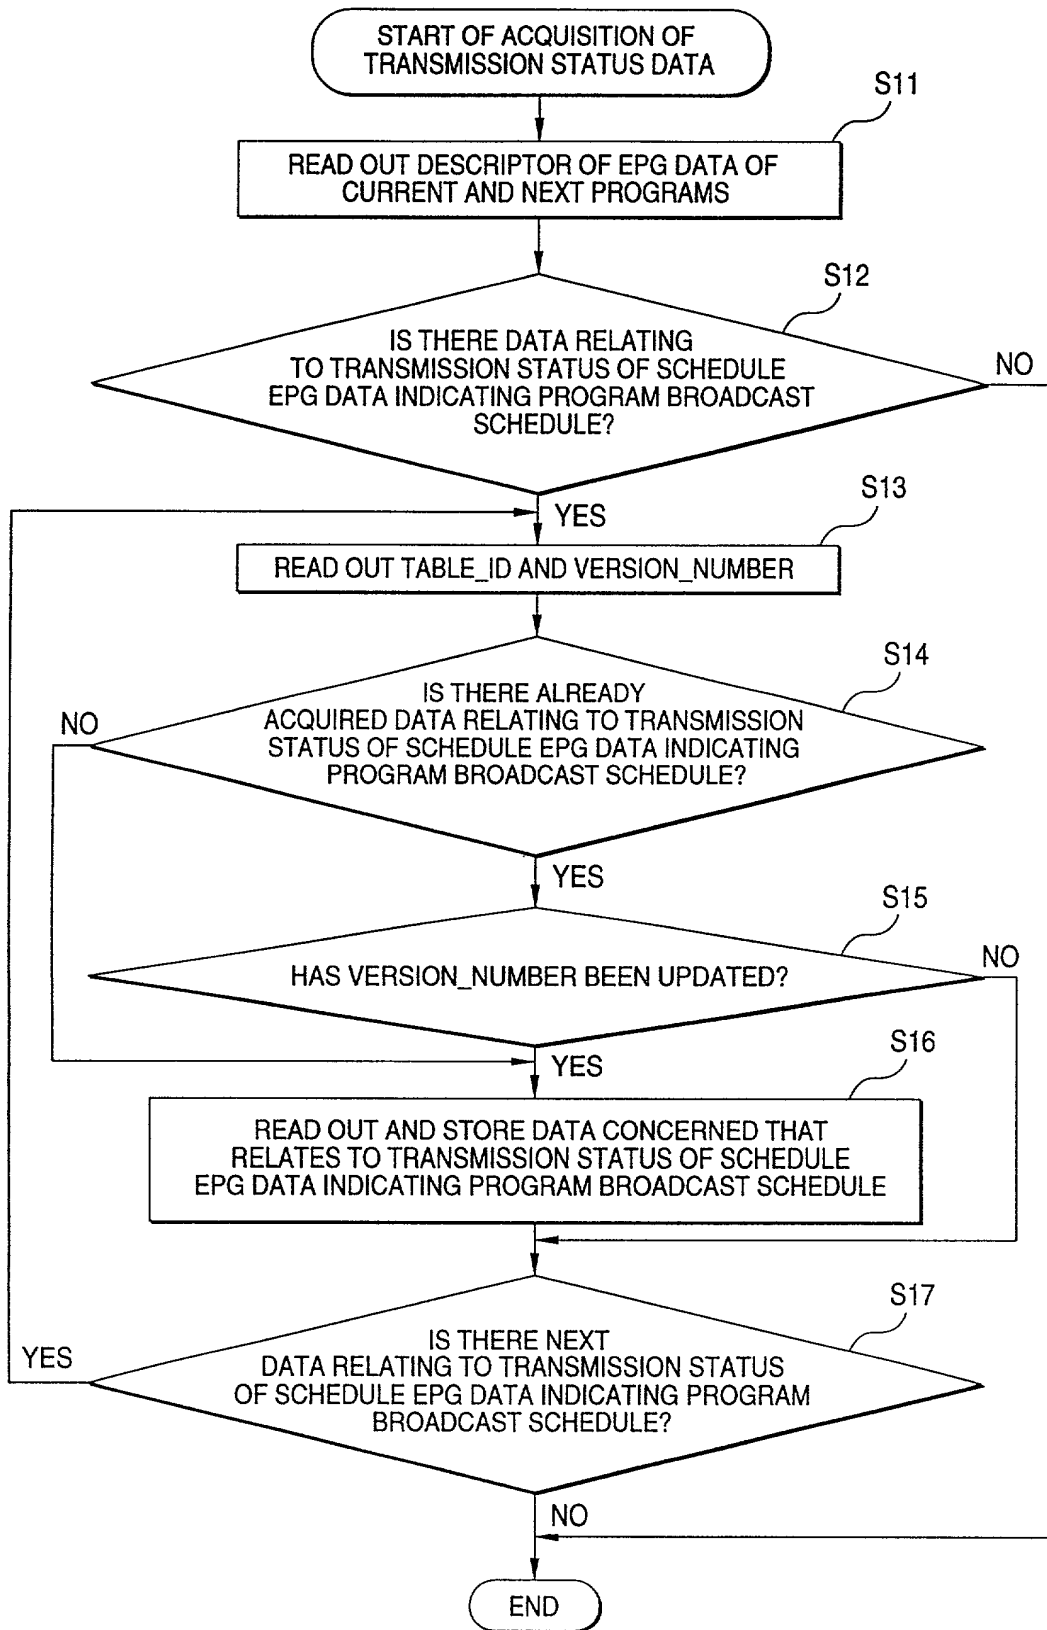 START OF ACQUISITION OF
TRANSMISSION STATUS DATA
S11
READ OUT DESCRIPTOR OF EPG DATA OF
CURRENT AND NEXT PROGRAMS
S12
IS THERE DATA RELATING
TO TRANSMISSION STATUS OF SCHEDULE
EPG DATA INDICATING PROGRAM BROADCAST
SCHEDULE?
NO
YES
S13
READ OUT TABLE_ID AND VERSION_NUMBER
S14
IS THERE ALREADY
ACQUIRED DATA RELATING TO TRANSMISSION
STATUS OF SCHEDULE EPG DATA INDICATING
PROGRAM BROADCAST SCHEDULE?
NO
YES
S15
HAS VERSION_NUMBER BEEN UPDATED?
NO
YES
S16
READ OUT AND STORE DATA CONCERNED THAT
RELATES TO TRANSMISSION STATUS OF SCHEDULE
EPG DATA INDICATING PROGRAM BROADCAST SCHEDULE
S17
IS THERE NEXT
DATA RELATING TO TRANSMISSION STATUS
OF SCHEDULE EPG DATA INDICATING PROGRAM
BROADCAST SCHEDULE?
YES
NO
END